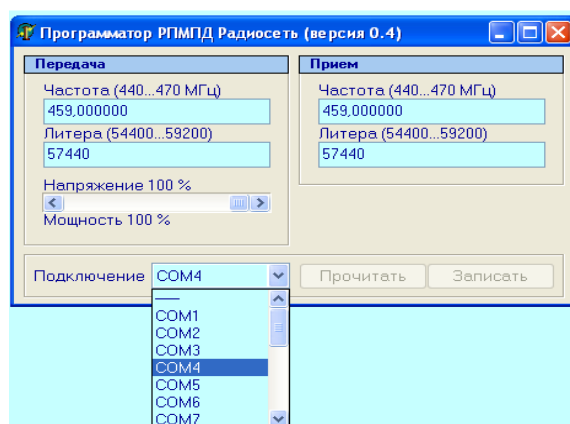 Программатор РПМПД Радиосеть (версия 0.4)
Передача
Частота (440...470 МГц)
459,000000
Литера (54400...59200)
57440
Напряжение 100 %
Мощность 100 %
Прием
Частота (440...470 МГц)
459,000000
Литера (54400...59200)
57440
Подключение COM4 Прочитать Записать
COM1
COM2
COM3
COM4
COM5
COM6
COM7